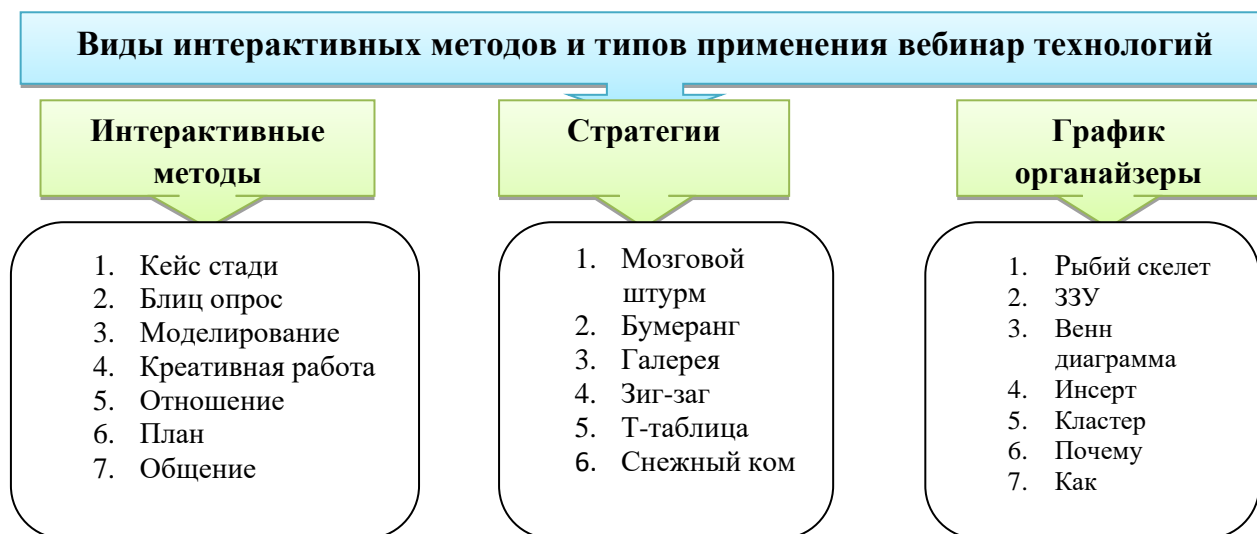 Виды интерактивных методов и типов применения вебинар технологий
Интерактивные
методы
1. Кейс стади
2. Блиц опрос
3. Моделирование
4. Креативная работа
5. Отношение
6. План
7. Общение
Стратегии
1. Мозговой
штурм
2. Бумеранг
3. Галерея
4. Зиг-заг
5. Т-таблица
6. Снежный ком
График
органайзеры
1. Рыбий скелет
2. ЗЗУ
3. Венн
диаграмма
4. Инсерт
5. Кластер
6. Почему
7. Как